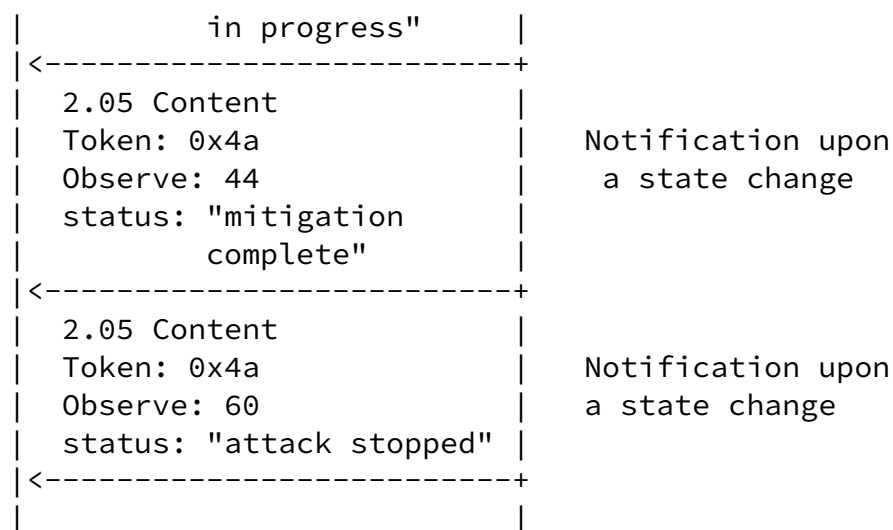 |          in progress"     |
|<--------------------------+
|  2.05 Content             |
|  Token: 0x4a              |   Notification upon
|  Observe: 44              |    a state change
|  status: "mitigation      |
|          complete"        |
|<--------------------------+
|  2.05 Content             |
|  Token: 0x4a              |   Notification upon
|  Observe: 60              |   a state change
|  status: "attack stopped" |
|<--------------------------+
|                           |